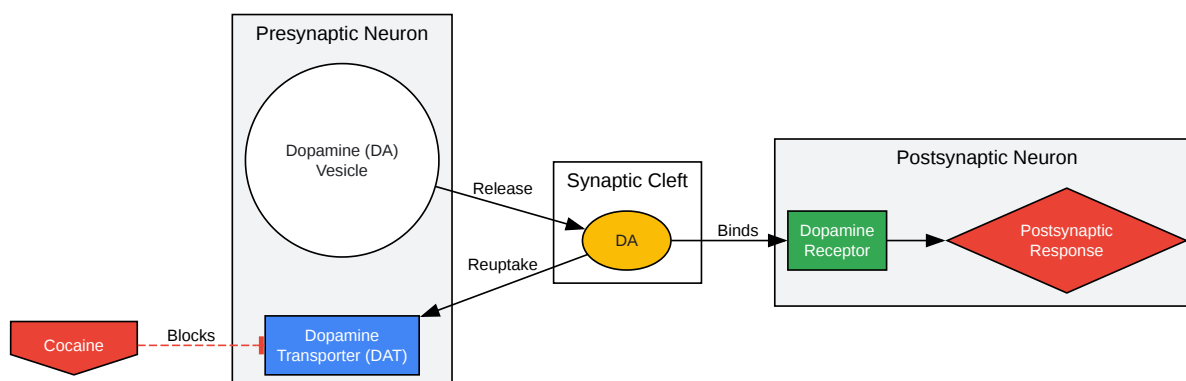 Presynaptic Neuron
Dopamine (DA)
Vesicle
Release
Synaptic Cleft
DA
Reuptake
Binds
Postsynaptic Neuron
Dopamine
Receptor
Postsynaptic
Response
Cocaine
Blocks
Dopamine
Transporter (DAT)